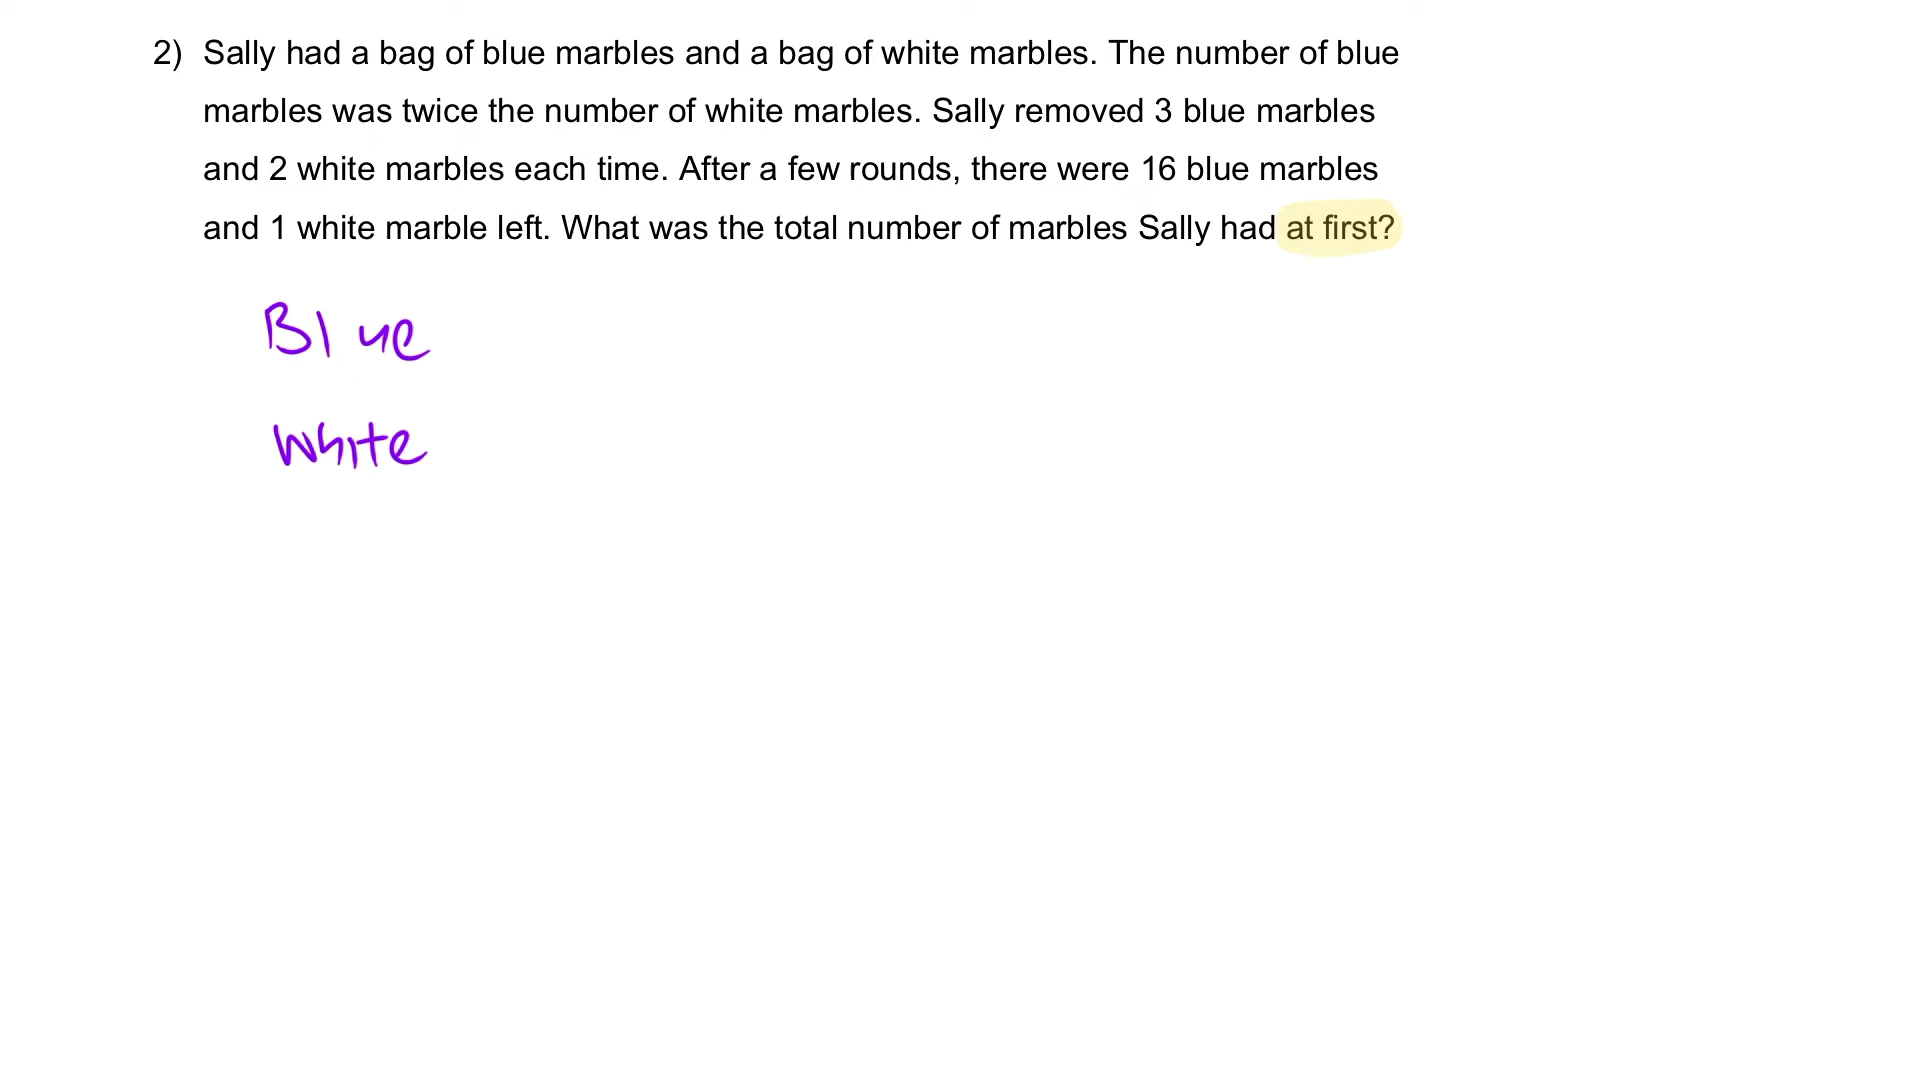 2) Sally had a bag of blue marbles and a bag of white marbles. The number of blue
marbles was twice the number of white marbles. Sally removed 3 blue marbles
and 2 white marbles each time. After a few rounds, there were 16 blue marbles
and 1 white marble left. What was the total number of marbles Sally had at first?
Blue
White